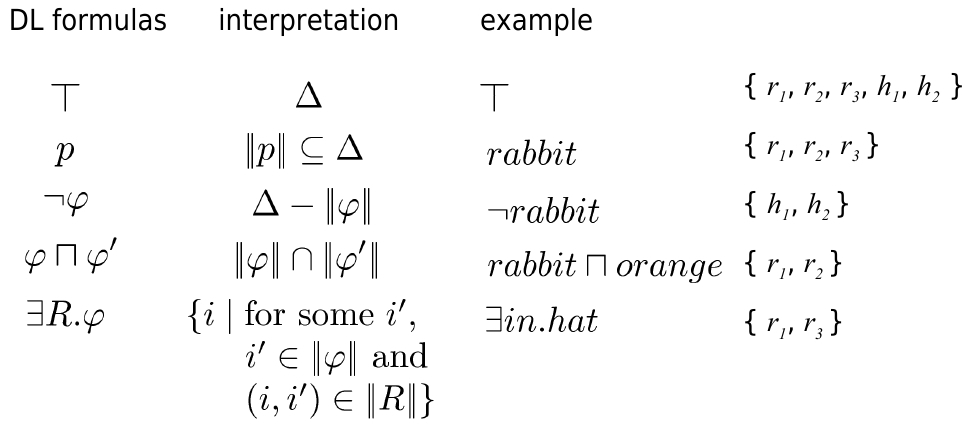 DL formulas interpretation example
⊤ Δ ⊤ { r₁, r₂, r₃, h₁, h₂ }
p ‖p‖ ⊆ Δ rabbit { r₁, r₂, r₃ }
¬φ Δ − ‖φ‖ ¬rabbit { h₁, h₂ }
φ ⊓ φ′ ‖φ‖ ∩ ‖φ′‖ rabbit ⊓ orange { r₁, r₂ }
∃R.φ {i | for some i′, ∃in.hat { r₁, r₃ }
i′ ∈ ‖φ‖ and
(i, i′) ∈ ‖R‖}